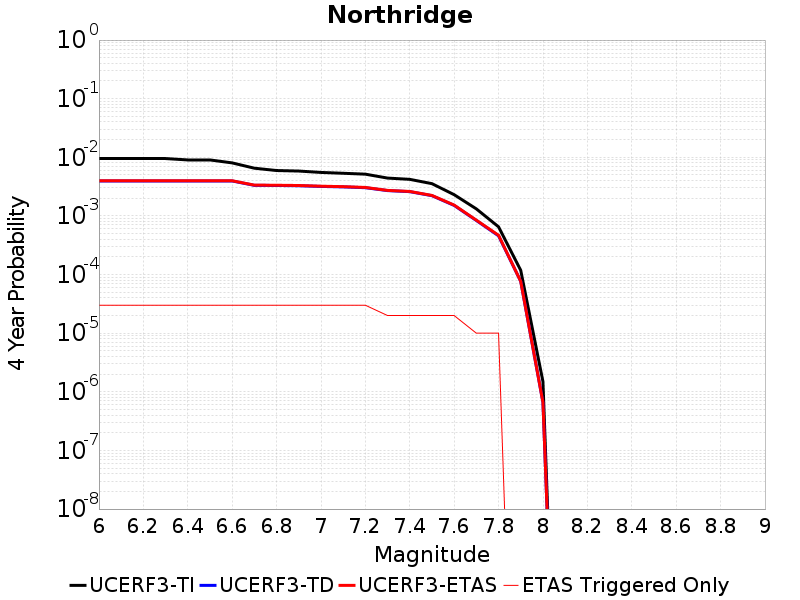 Northridge
4 Year Probability
10^0
10^-1
10^-2
10^-3
10^-4
10^-5
10^-6
10^-7
10^-8
6 6.2 6.4 6.6 6.8 7 7.2 7.4 7.6 7.8 8 8.2 8.4 8.6 8.8 9
Magnitude
UCERF3-TI UCERF3-TD UCERF3-ETAS ETAS Triggered Only